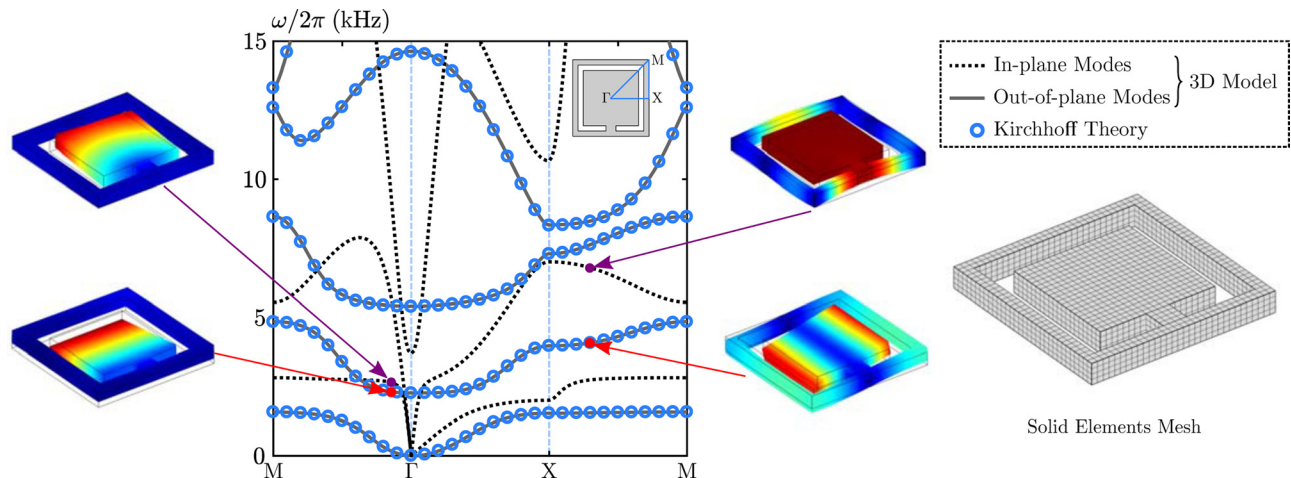 ω/2π (kHz)
15
10
5
0
M
Γ
X
M
M
Γ
X
In-plane Modes
Out-of-plane Modes
3D Model
Kirchhoff Theory
Solid Elements Mesh